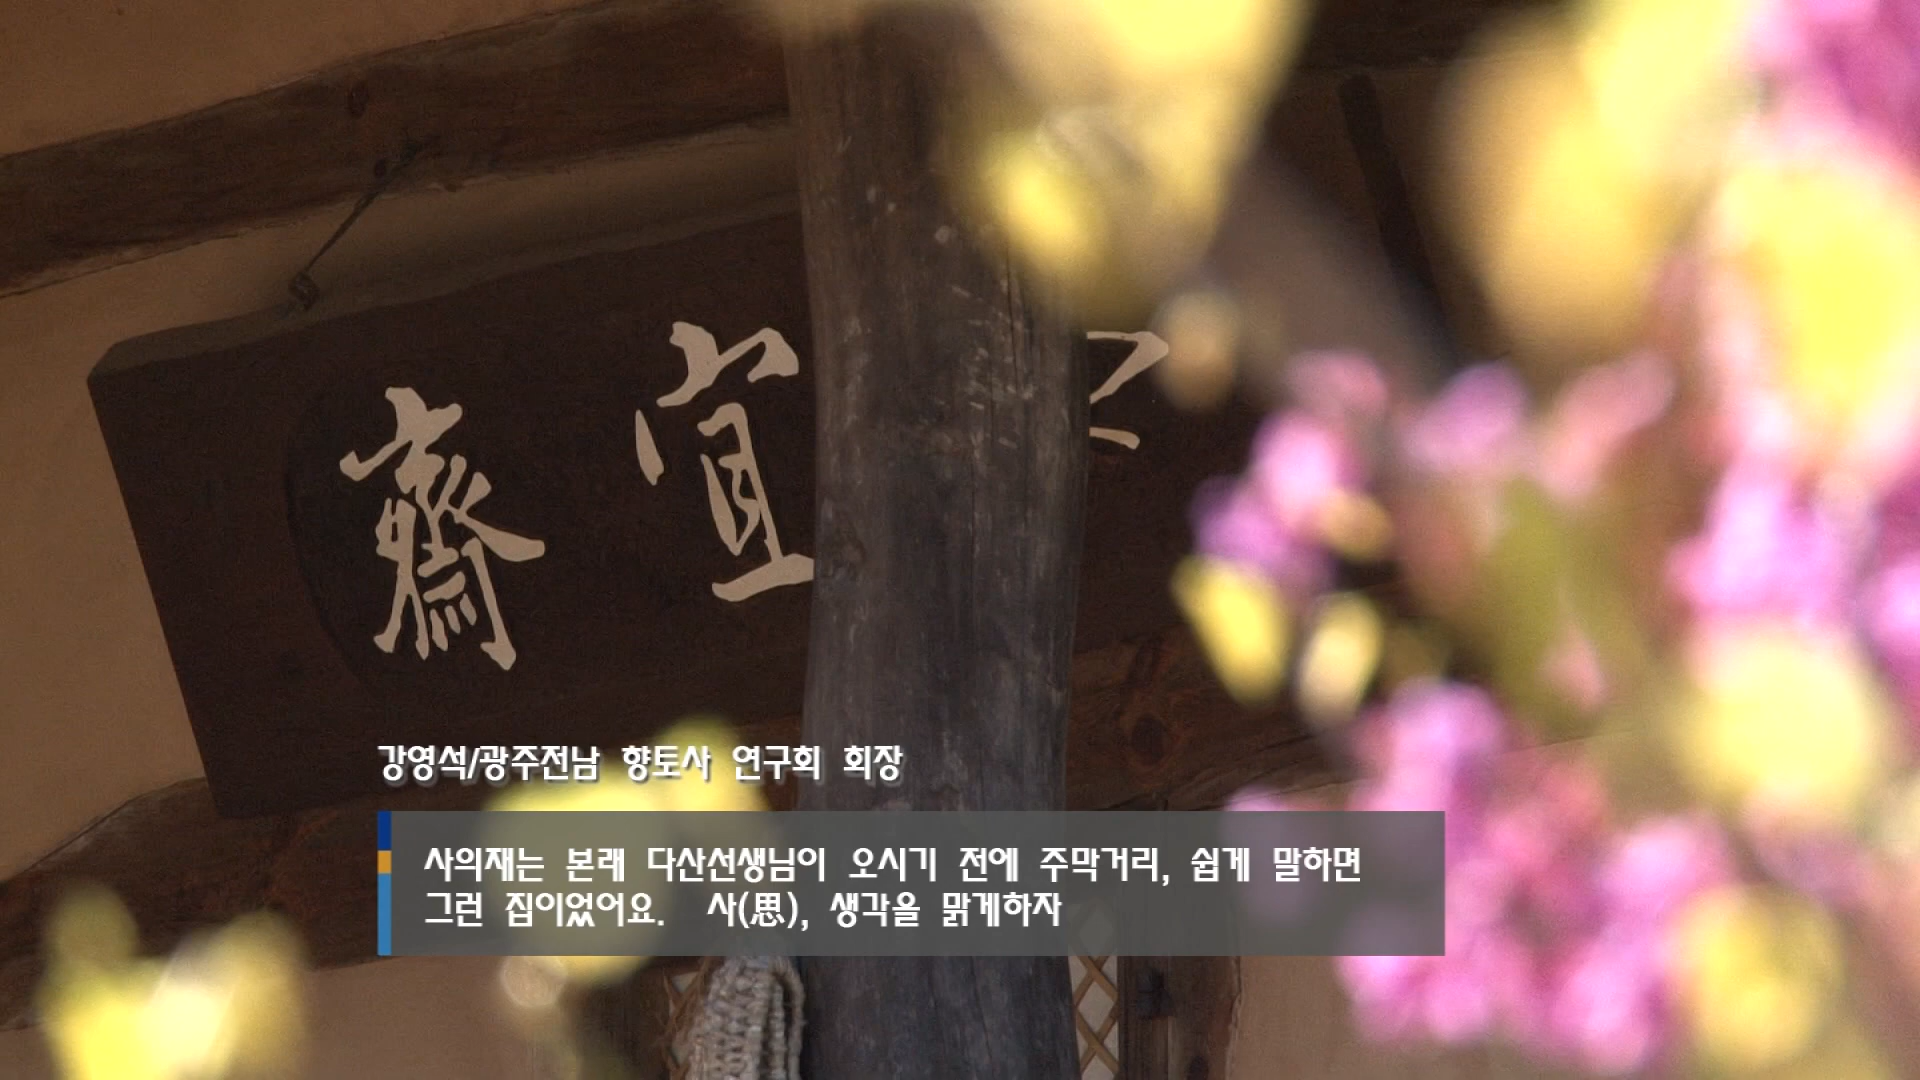 宜齋
강영석/광주전남 향토사 연구회 회장
사의재는 본래 다산선생님이 오시기 전에 주막거리, 쉽게 말하면
그런 집이었어요. 사(思), 생각을 맑게하자